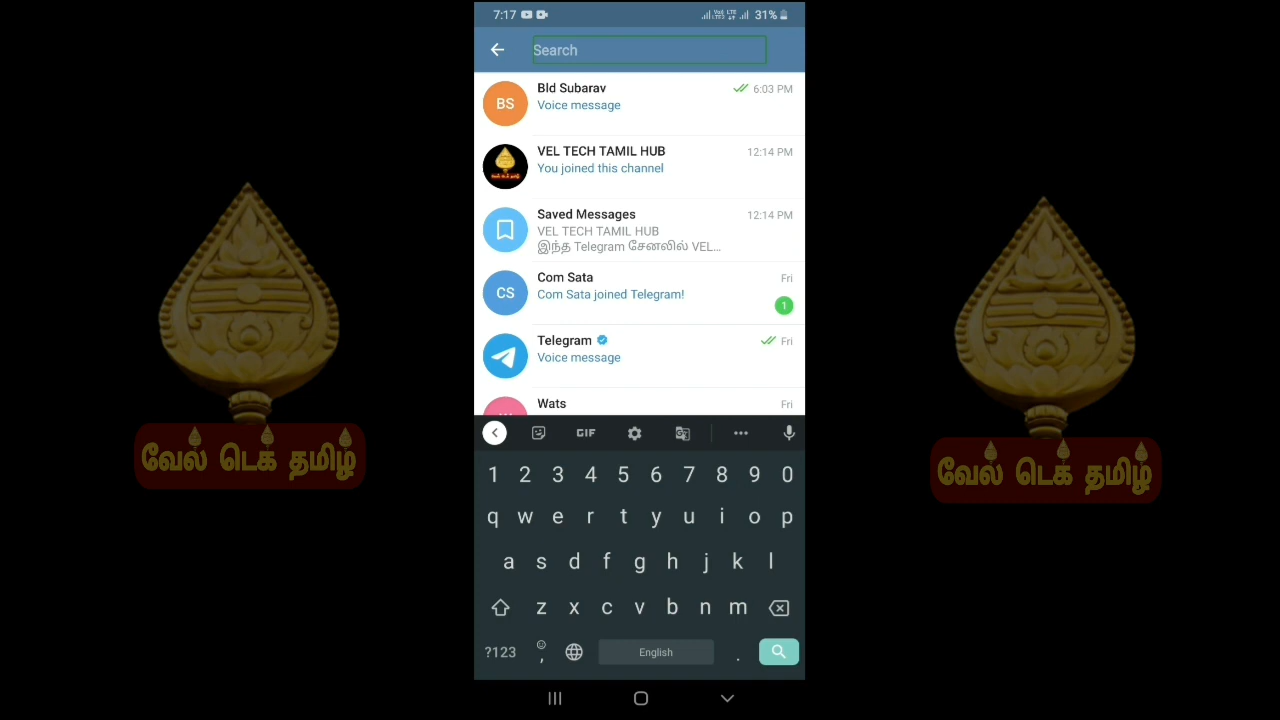 7:17
31%
Search
BS
Bld Subarav
6:03 PM
Voice message
VEL TECH TAMIL HUB
12:14 PM
You joined this channel
Saved Messages
12:14 PM
VEL TECH TAMIL HUB
இந்த Telegram சேனலில் VEL...
CS
Com Sata
Fri
Com Sata joined Telegram!
1
Telegram
Fri
Voice message
Wats
Fri
GIF
1 2 3 4 5 6 7 8 9 0
q w e r t y u i o p
a s d f g h j k l
z x c v b n m
?123 , English .
வேல் டெக் தமிழ்
வேல் டெக் தமிழ்